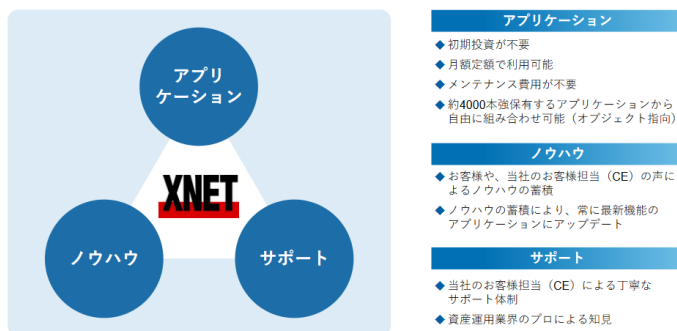 アプリ
ケーション
XNET
ノウハウ
サポート
アプリケーション
◆初期投資が不要
◆月額定額で利用可能
◆メンテナンス費用が不要
◆約4000本強保有するアプリケーションから
自由に組み合わせ可能（オブジェクト指向）
ノウハウ
◆お客様や、当社のお客様担当（CE）の声に
よるノウハウの蓄積
◆ノウハウの蓄積により、常に最新機能の
アプリケーションにアップデート
サポート
◆当社のお客様担当（CE）による丁寧な
サポート体制
◆資産運用業界のプロによる知見